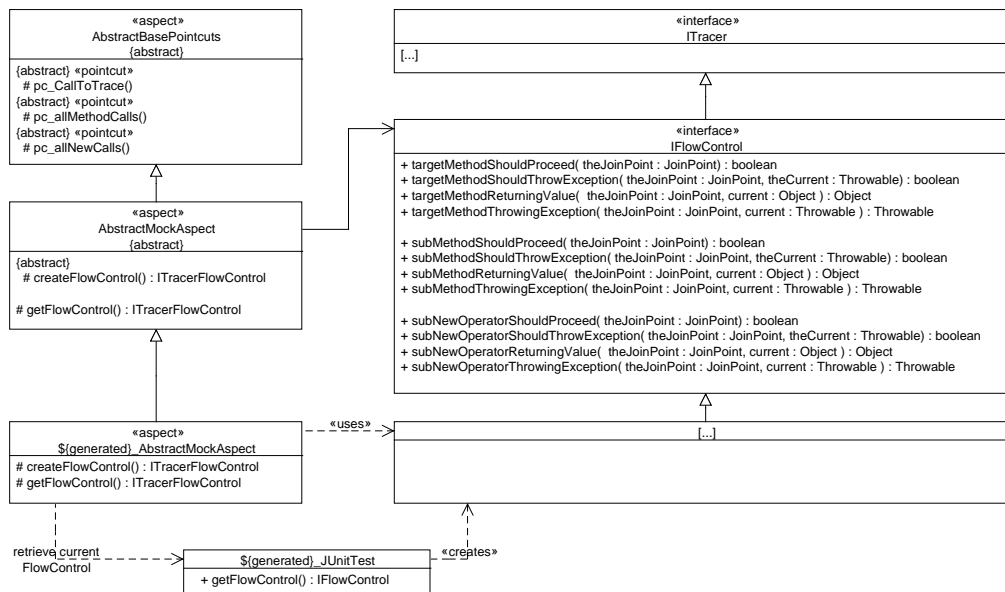 «aspect»
AbstractBasePointcuts
{abstract}
{abstract} «pointcut»
# pc_CallToTrace()
{abstract} «pointcut»
# pc_allMethodCalls()
{abstract} «pointcut»
# pc_allNewCalls()
«interface»
ITracer
[...]
«interface»
IFlowControl
+ targetMethodShouldProceed( theJoinPoint : JoinPoint) : boolean
+ targetMethodShouldThrowException( theJoinPoint : JoinPoint, theCurrent : Throwable) : boolean
+ targetMethodReturningValue(  theJoinPoint : JoinPoint, current : Object ) : Object
+ targetMethodThrowingException( theJoinPoint : JoinPoint, current : Throwable ) : Throwable
+ subMethodShouldProceed( theJoinPoint : JoinPoint) : boolean
+ subMethodShouldThrowException( theJoinPoint : JoinPoint, theCurrent : Throwable) : boolean
+ subMethodReturningValue(  theJoinPoint : JoinPoint, current : Object ) : Object
+ subMethodThrowingException( theJoinPoint : JoinPoint, current : Throwable ) : Throwable
+ subNewOperatorShouldProceed( theJoinPoint : JoinPoint) : boolean
+ subNewOperatorShouldThrowException( theJoinPoint : JoinPoint, theCurrent : Throwable) : boolean
+ subNewOperatorReturningValue(  theJoinPoint : JoinPoint, current : Object ) : Object
+ subNewOperatorThrowingException( theJoinPoint : JoinPoint, current : Throwable ) : Throwable
«aspect»
AbstractMockAspect
{abstract}
{abstract}
# createFlowControl() : ITracerFlowControl
# getFlowControl() : ITracerFlowControl
«aspect»
${generated}_AbstractMockAspect
# createFlowControl() : ITracerFlowControl
# getFlowControl() : ITracerFlowControl
«uses»
[...]
retrieve current
FlowControl
${generated}_JUnitTest
+ getFlowControl() : IFlowControl
«creates»